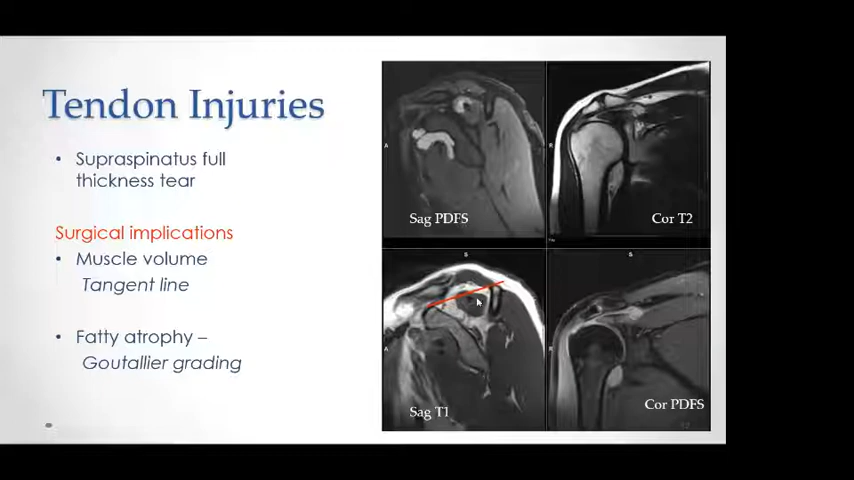 Tendon Injuries
• Supraspinatus full
thickness tear
Surgical implications
• Muscle volume
Tangent line
• Fatty atrophy –
Goutallier grading
Sag PDFS
Cor T2
Sag T1
Cor PDFS
A
R
S
S
A
R